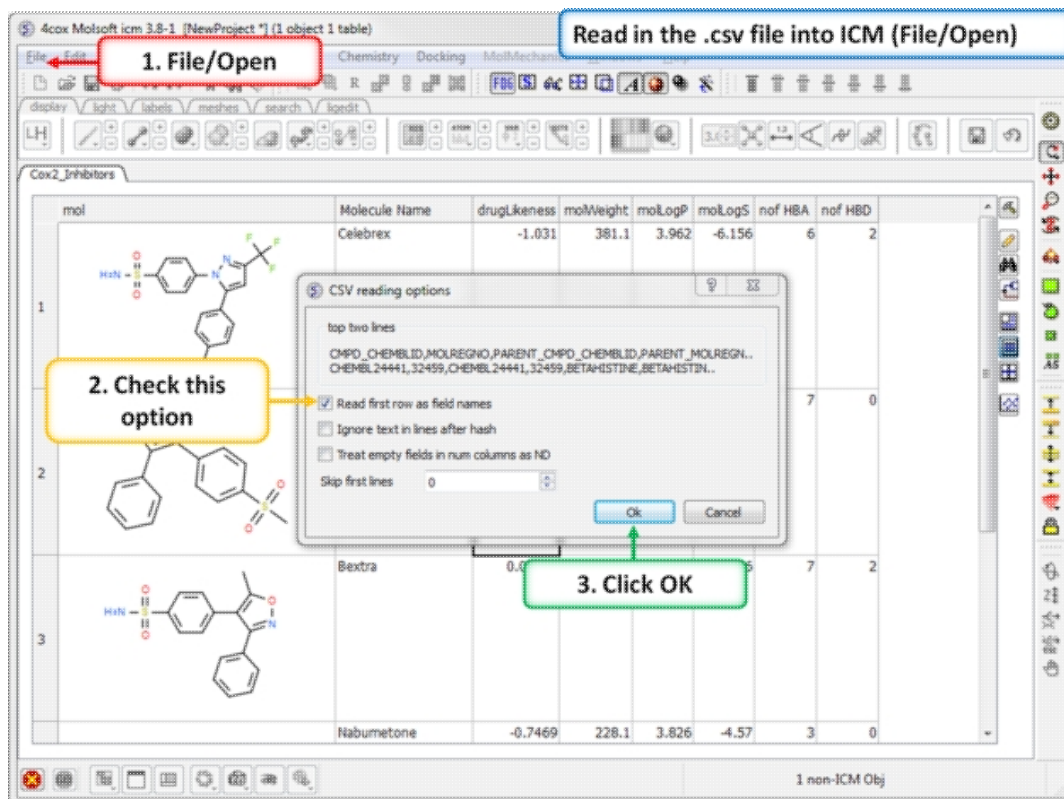 4cox Molsoft icm 3.8-1 [NewProject *] (1 object 1 table)
Read in the .csv file into ICM (File/Open)
File Edit Chemistry Docking
1. File/Open
display light labels meshes search ligedit
Cox2_Inhibitors
mol Molecule Name drugLikeness molWeight molLogP molLogS nof HBA nof HBD
1 Celebrex -1.031 381.1 3.962 -6.156 6 2
CSV reading options
top two lines
CMPD_CHEMBLID,MOLREGNO,PARENT_CMPD_CHEMBLID,PARENT_MOLREGN..
CHEMBL24441,32459,CHEMBL24441,32459,BETAHISTINE,BETAHISTIN..
2. Check this
option
Read first row as field names
7 0
Ignore text in lines after hash
Treat empty fields in num columns as ND
2
Skip first lines 0
Ok Cancel
Bextra 7 2
3. Click OK
3
Nabumetone -0.7469 228.1 3.826 -4.57 3 0
1 non-ICM Obj